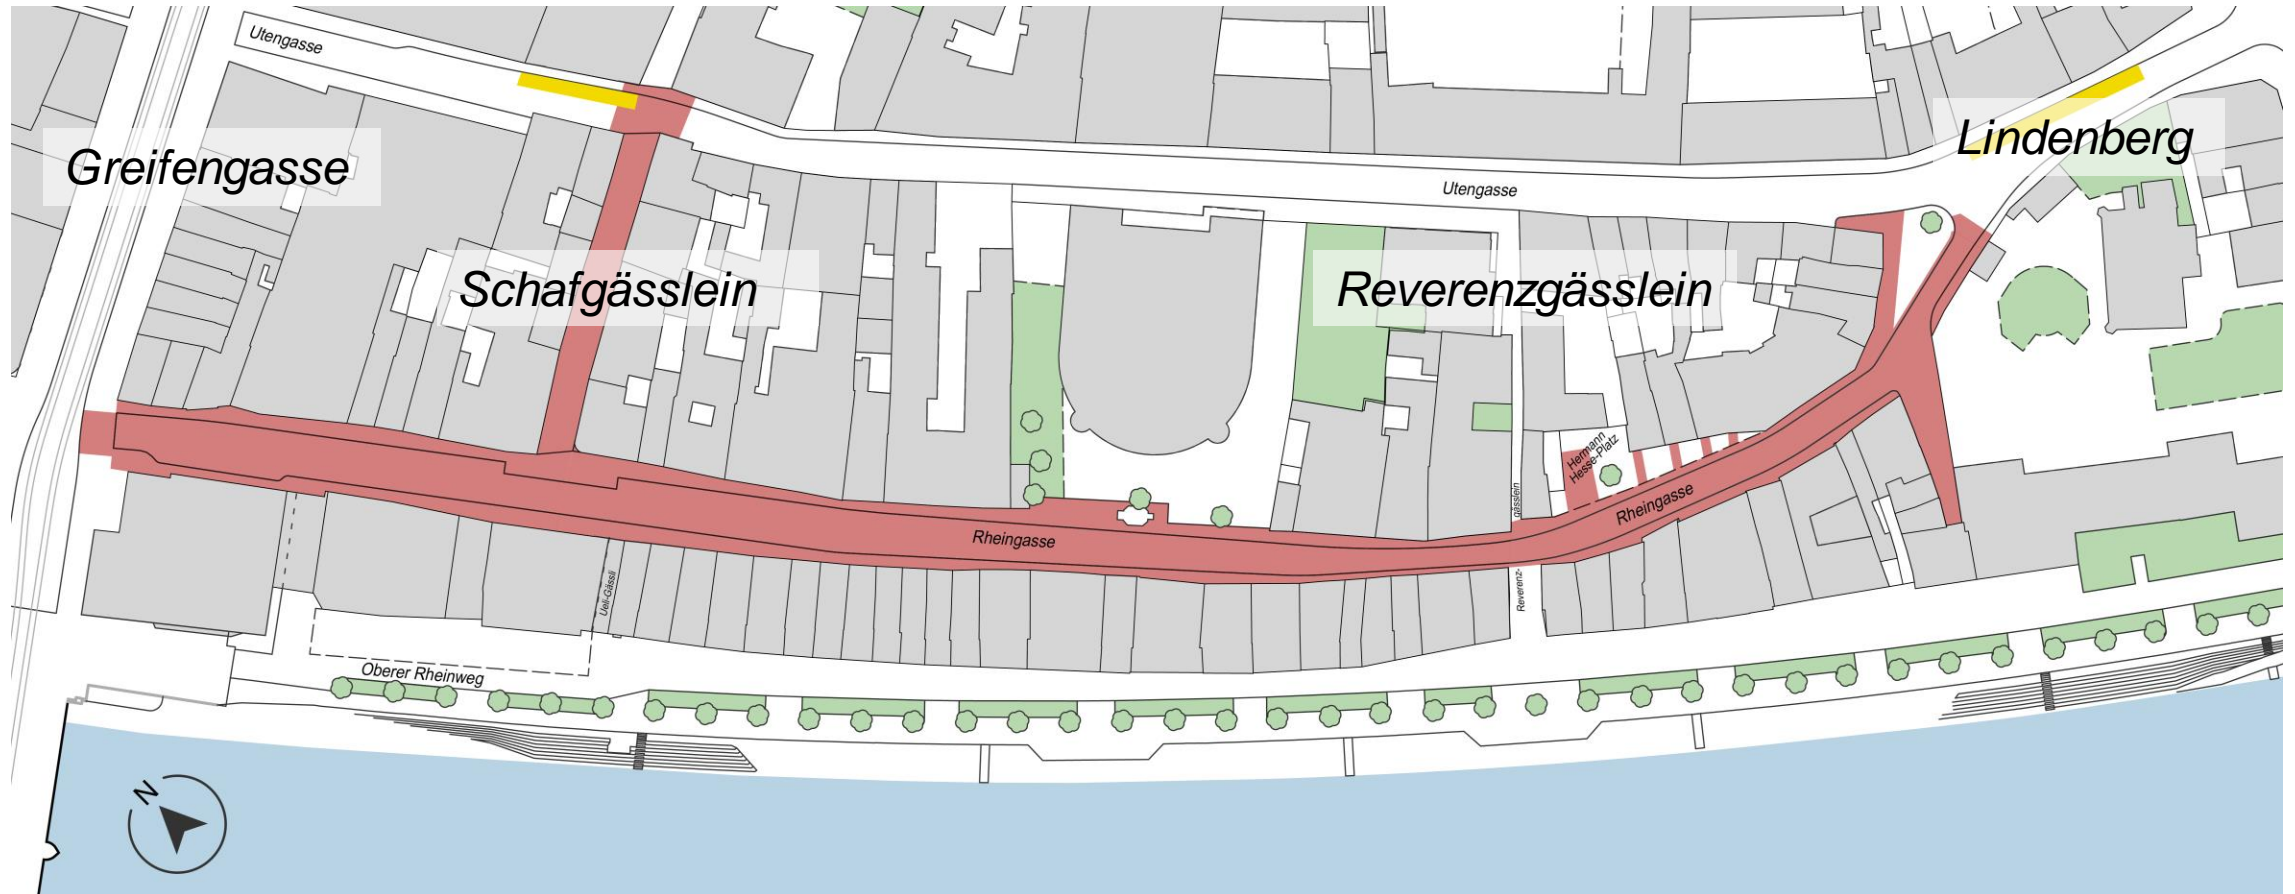 Utengasse
Greifengasse
Lindenberg
Utengasse
Schafgässlein
Reverenzgässlein
Hermann
Hesse-Platz
Rheingasse
gässlein
Reverenz-
Rheingasse
Ueli-Gässli
Oberer Rheinweg
N